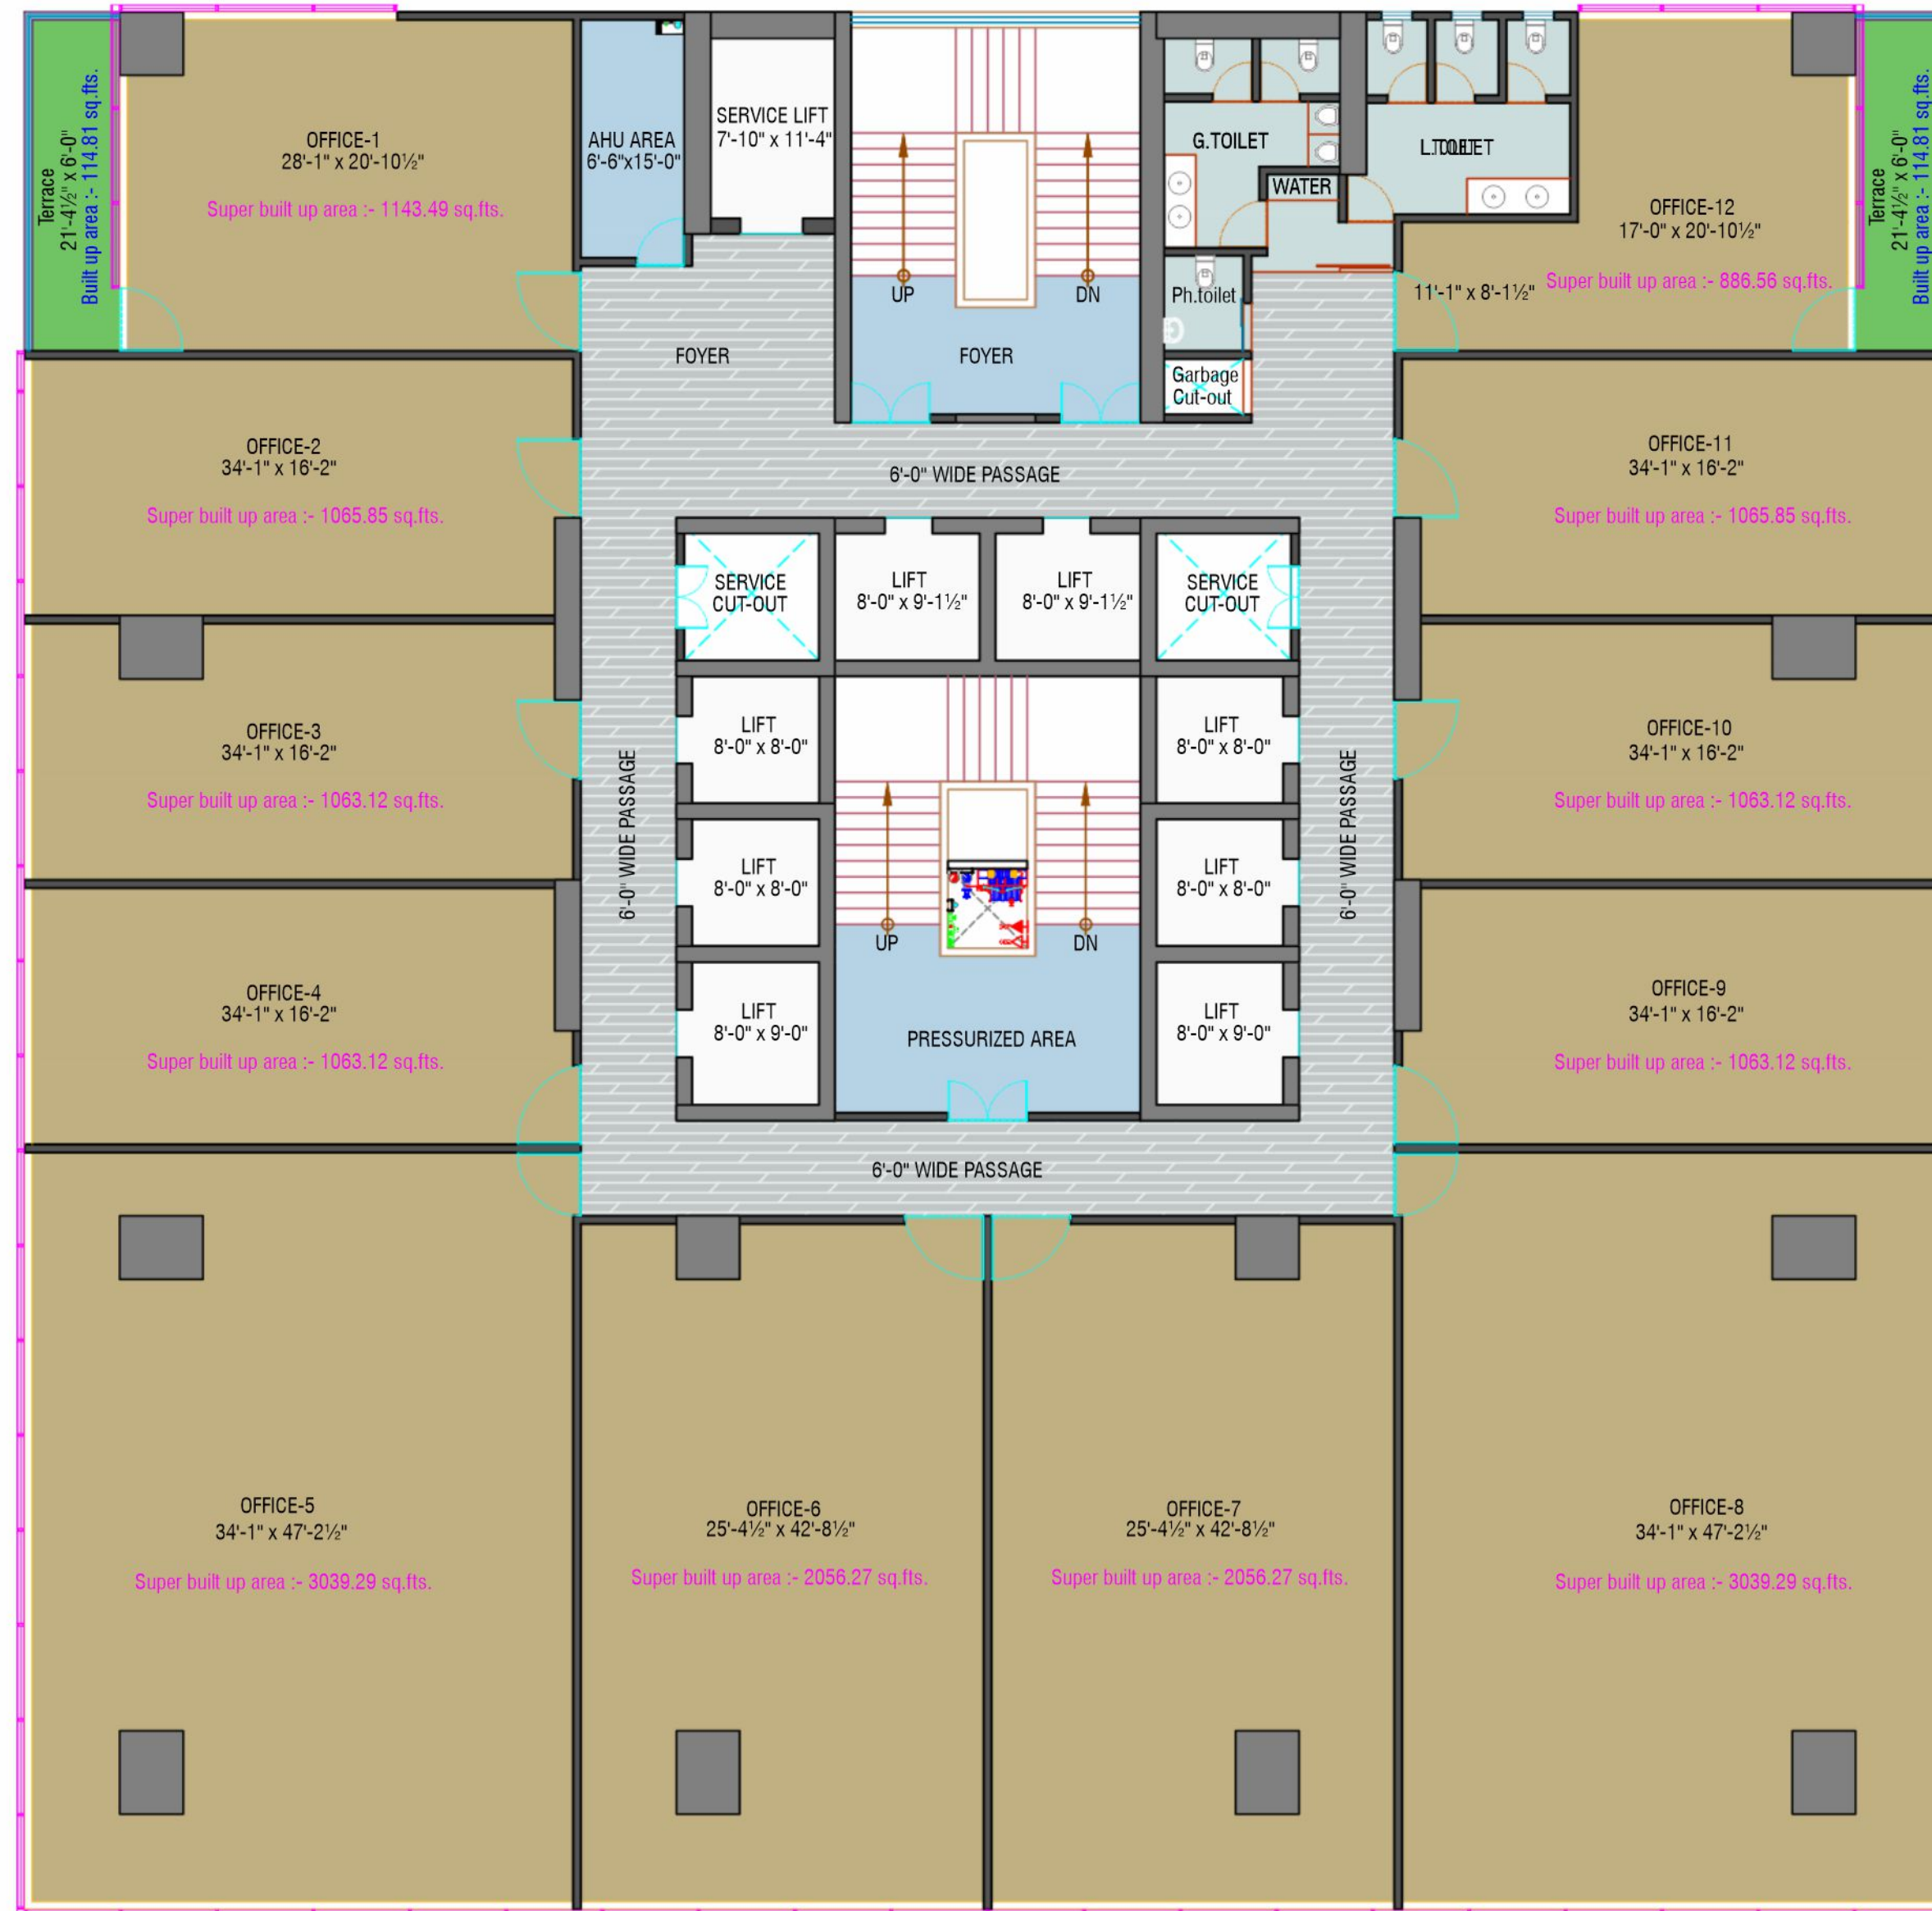 Terrace
21'-4½" x 6'-0"
Built up area :- 114.81 sq.fts.
OFFICE-1
28'-1" x 20'-10½"
Super built up area :- 1143.49 sq.fts.
AHU AREA
6'-6"x15'-0"
SERVICE LIFT
7'-10" x 11'-4"
UP
DN
FOYER
FOYER
G.TOILET
WATER
L.TOILET
Ph.toilet
Garbage
Cut-out
OFFICE-12
17'-0" x 20'-10½"
11'-1" x 8'-1½"
Super built up area :- 886.56 sq.fts.
Terrace
21'-4½" x 6'-0"
Built up area :- 114.81 sq.fts.
OFFICE-2
34'-1" x 16'-2"
Super built up area :- 1065.85 sq.fts.
6'-0" WIDE PASSAGE
OFFICE-11
34'-1" x 16'-2"
Super built up area :- 1065.85 sq.fts.
SERVICE
CUT-OUT
LIFT
8'-0" x 9'-1½"
LIFT
8'-0" x 9'-1½"
SERVICE
CUT-OUT
OFFICE-3
34'-1" x 16'-2"
Super built up area :- 1063.12 sq.fts.
6'-0" WIDE PASSAGE
LIFT
8'-0" x 8'-0"
LIFT
8'-0" x 8'-0"
6'-0" WIDE PASSAGE
OFFICE-10
34'-1" x 16'-2"
Super built up area :- 1063.12 sq.fts.
LIFT
8'-0" x 8'-0"
UP
DN
LIFT
8'-0" x 8'-0"
OFFICE-4
34'-1" x 16'-2"
Super built up area :- 1063.12 sq.fts.
LIFT
8'-0" x 9'-0"
PRESSURIZED AREA
LIFT
8'-0" x 9'-0"
OFFICE-9
34'-1" x 16'-2"
Super built up area :- 1063.12 sq.fts.
6'-0" WIDE PASSAGE
OFFICE-5
34'-1" x 47'-2½"
Super built up area :- 3039.29 sq.fts.
OFFICE-6
25'-4½" x 42'-8½"
Super built up area :- 2056.27 sq.fts.
OFFICE-7
25'-4½" x 42'-8½"
Super built up area :- 2056.27 sq.fts.
OFFICE-8
34'-1" x 47'-2½"
Super built up area :- 3039.29 sq.fts.